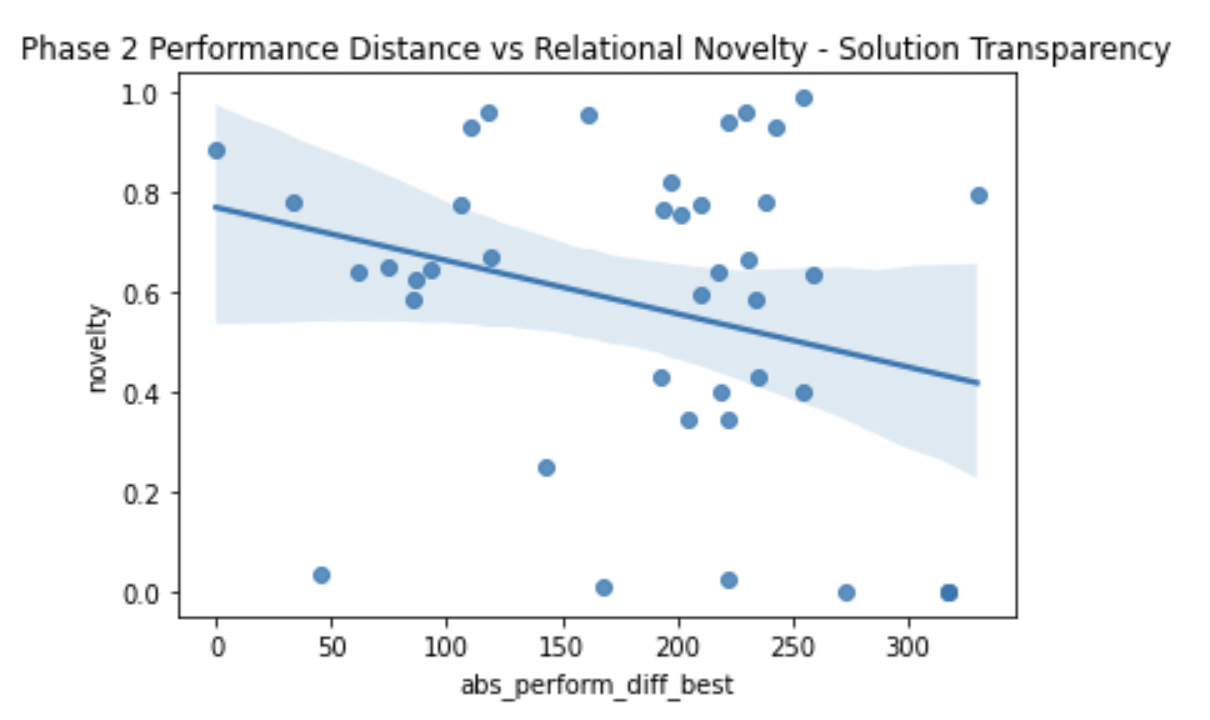 Phase 2 Performance Distance vs Relational Novelty - Solution Transparency
1.0
0.8
0.6
0.4
0.2
0.0
novelty
0 50 100 150 200 250 300
abs_perform_diff_best